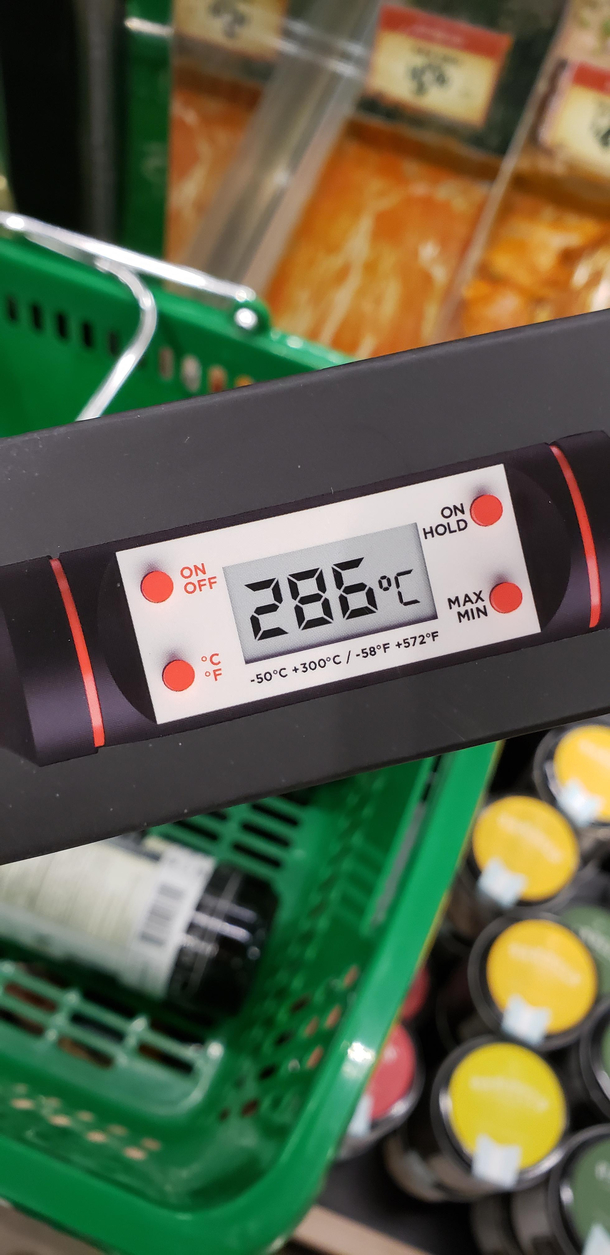 ON
OFF
°C
°F
286°C
ON
HOLD
MAX
MIN
-50°C +300°C / -58°F +572°F